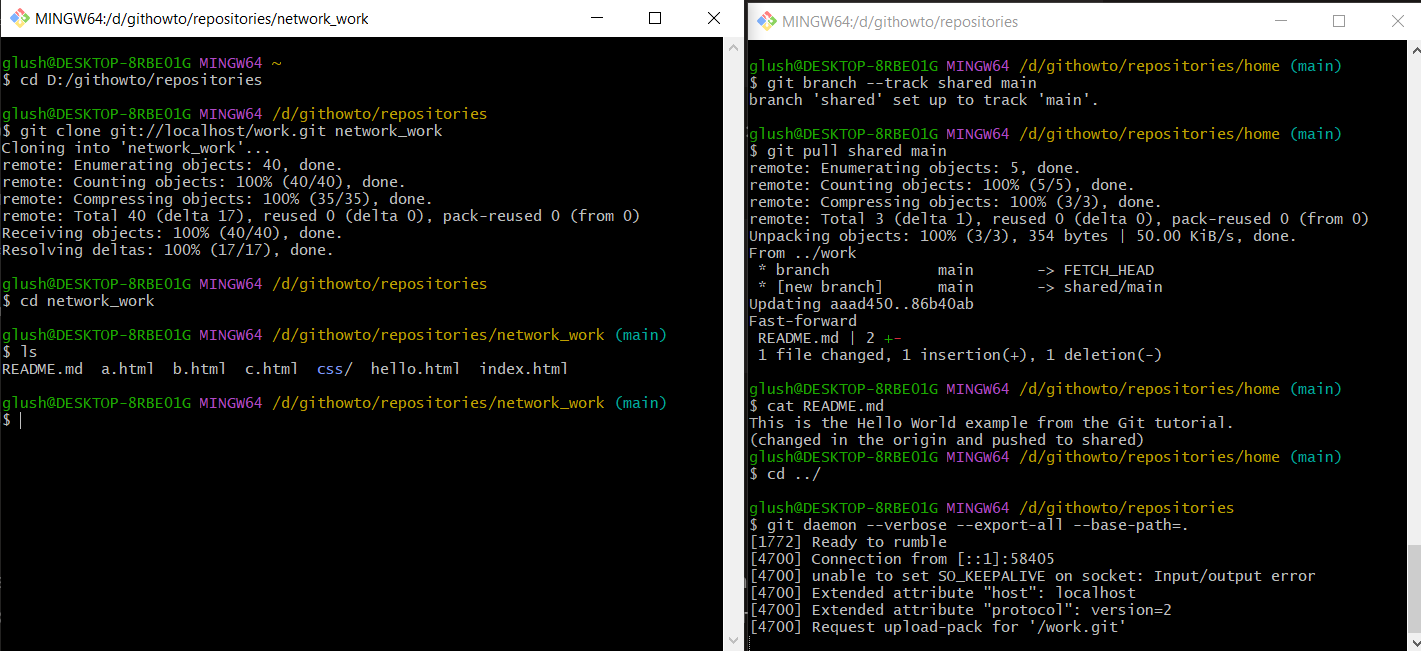 MINGW64:/d/githowto/repositories/network_work
glush@DESKTOP-8RBEO1G MINGW64 ~
$ cd D:/githowto/repositories
glush@DESKTOP-8RBEO1G MINGW64 /d/githowto/repositories
$ git clone git://localhost/work.git network_work
Cloning into 'network_work'...
remote: Enumerating objects: 40, done.
remote: Counting objects: 100% (40/40), done.
remote: Compressing objects: 100% (35/35), done.
remote: Total 40 (delta 17), reused 0 (delta 0), pack-reused 0 (from 0)
Receiving objects: 100% (40/40), done.
Resolving deltas: 100% (17/17), done.
glush@DESKTOP-8RBEO1G MINGW64 /d/githowto/repositories
$ cd network_work
glush@DESKTOP-8RBEO1G MINGW64 /d/githowto/repositories/network_work (main)
$ ls
README.md  a.html  b.html  c.html  css/  hello.html  index.html
glush@DESKTOP-8RBEO1G MINGW64 /d/githowto/repositories/network_work (main)
$
MINGW64:/d/githowto/repositories
glush@DESKTOP-8RBEO1G MINGW64 /d/githowto/repositories/home (main)
$ git branch --track shared main
branch 'shared' set up to track 'main'.
glush@DESKTOP-8RBEO1G MINGW64 /d/githowto/repositories/home (main)
$ git pull shared main
remote: Enumerating objects: 5, done.
remote: Counting objects: 100% (5/5), done.
remote: Compressing objects: 100% (3/3), done.
remote: Total 3 (delta 1), reused 0 (delta 0), pack-reused 0 (from 0)
Unpacking objects: 100% (3/3), 354 bytes | 50.00 KiB/s, done.
From ../work
 * branch            main       -> FETCH_HEAD
 * [new branch]      main       -> shared/main
Updating aaad450..86b40ab
Fast-forward
 README.md | 2 +-
 1 file changed, 1 insertion(+), 1 deletion(-)
glush@DESKTOP-8RBEO1G MINGW64 /d/githowto/repositories/home (main)
$ cat README.md
This is the Hello World example from the Git tutorial.
(changed in the origin and pushed to shared)
glush@DESKTOP-8RBEO1G MINGW64 /d/githowto/repositories/home (main)
$ cd ../
glush@DESKTOP-8RBEO1G MINGW64 /d/githowto/repositories
$ git daemon --verbose --export-all --base-path=.
[1772] Ready to rumble
[4700] Connection from [::1]:58405
[4700] unable to set SO_KEEPALIVE on socket: Input/output error
[4700] Extended attribute "host": localhost
[4700] Extended attribute "protocol": version=2
[4700] Request upload-pack for '/work.git'